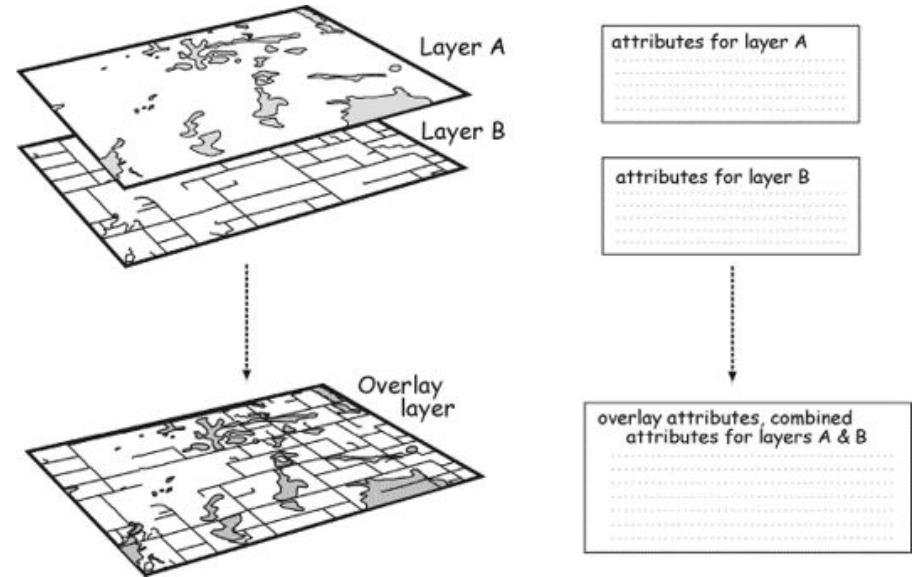 Layer A
attributes for layer A
Layer B
attributes for layer B
Overlay
layer
overlay attributes, combined
attributes for layers A & B